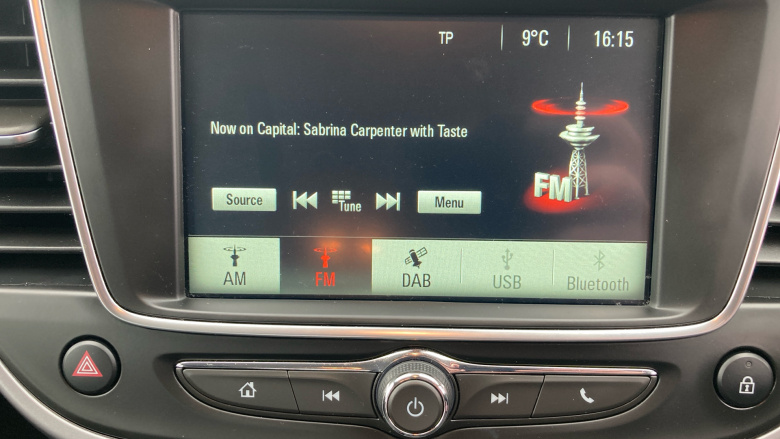 TP 9°C 16:15
Now on Capital: Sabrina Carpenter with Taste
FM
Source Tune Menu
AM FM DAB USB Bluetooth